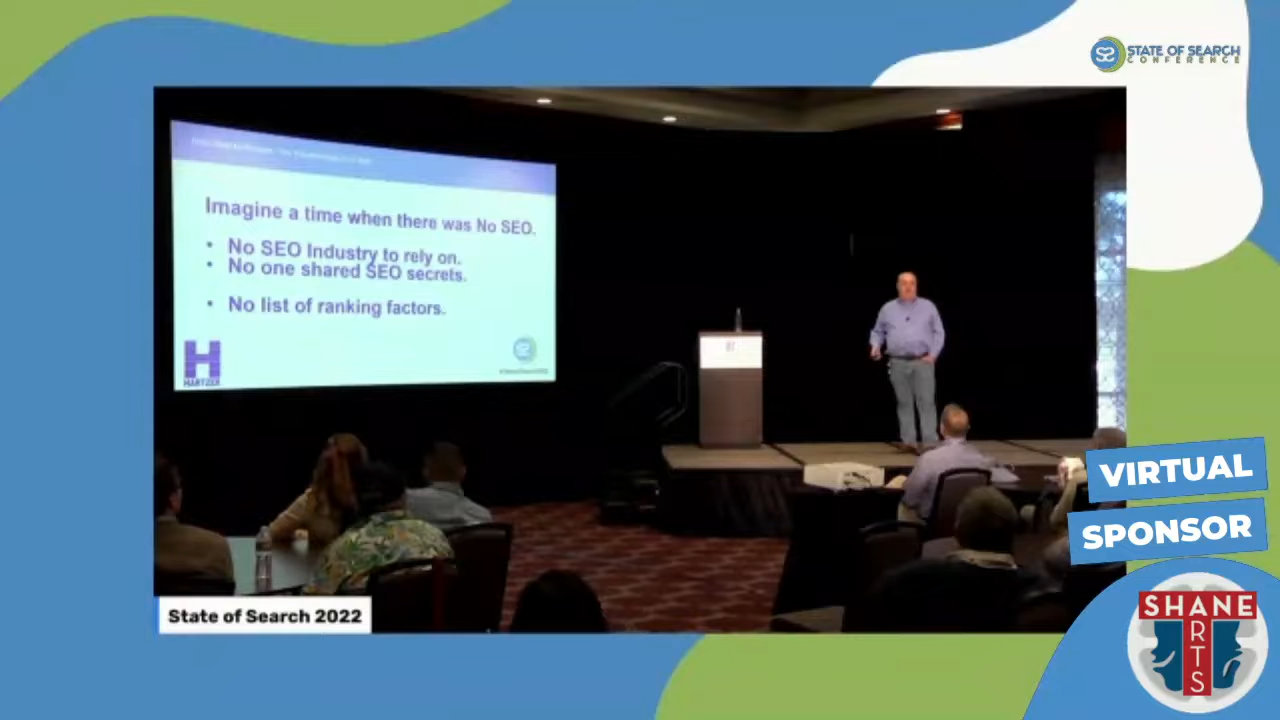 STATE OF SEARCH
CONFERENCE
Imagine a time when there was No SEO.
• No SEO Industry to rely on.
• No one shared SEO secrets.
• No list of ranking factors.
H
HARTZER
VIRTUAL
SPONSOR
State of Search 2022
SHANE
ARTS